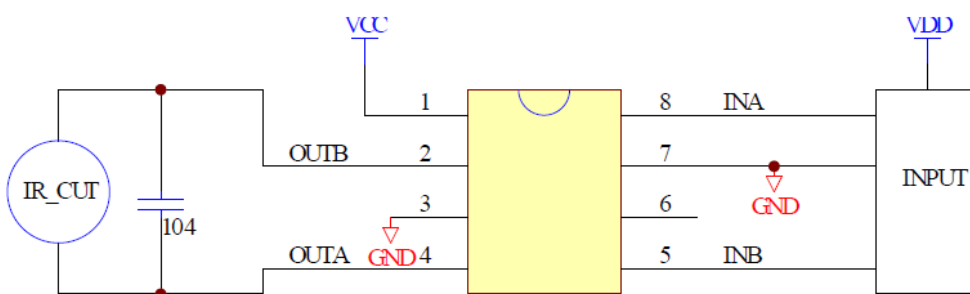 VCC
VDD
1
8
INA
OUTB
2
7
IR_CUT
INPUT
3
6
104
GND
GND
OUTA
4
5
INB